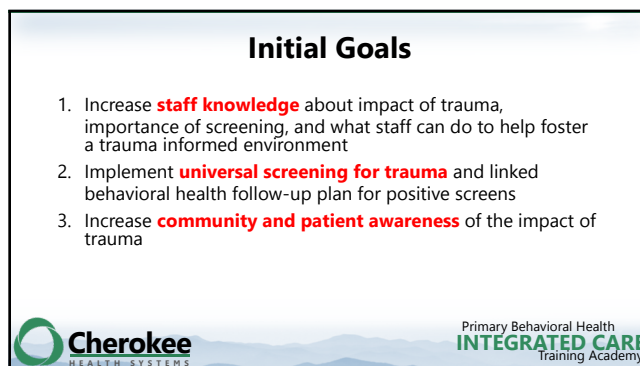 Initial Goals
1. Increase staff knowledge about impact of trauma,
importance of screening, and what staff can do to help foster
a trauma informed environment
2. Implement universal screening for trauma and linked
behavioral health follow-up plan for positive screens
3. Increase community and patient awareness of the impact of
trauma
Cherokee
HEALTH SYSTEMS
Primary Behavioral Health
INTEGRATED CARE
Training Academy